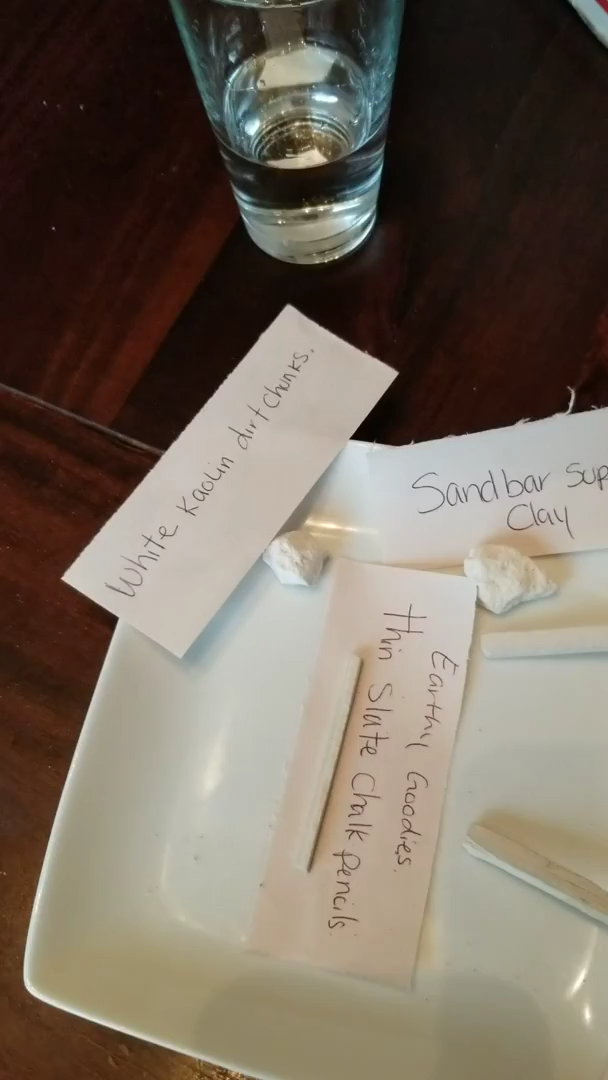 White Kaolin dirt chunks.
Sandbar
Clay
Earthy Goodies.
Thin Slate Chalk pencils.